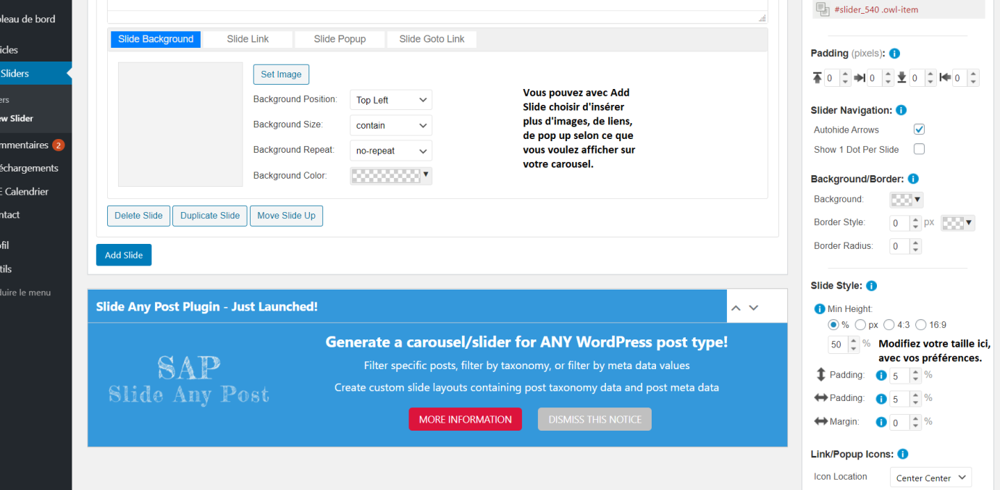 leau de bord
icles
Sliders
ers
ew Slider
mmentaires 2
échargements
E Calendrier
ntact
fil
tils
duire le menu
Slide Background
Slide Link
Slide Popup
Slide Goto Link
Set Image
Background Position: Top Left
Background Size: contain
Background Repeat: no-repeat
Background Color:
Vous pouvez avec Add
Slide choisir d'insérer
plus d'images, de liens,
de pop up selon ce que
vous voulez afficher sur
votre carousel.
Delete Slide
Duplicate Slide
Move Slide Up
Add Slide
Slide Any Post Plugin - Just Launched!
SAP
Slide Any Post
Generate a carousel/slider for ANY WordPress post type!
Filter specific posts, filter by taxonomy, or filter by meta data values
Create custom slide layouts containing post taxonomy data and post meta data
MORE INFORMATION
DISMISS THIS NOTICE
#slider_540 .owl-item
Padding (pixels):
0 0 0 0
Slider Navigation:
Autohide Arrows
Show 1 Dot Per Slide
Background/Border:
Background:
Border Style: 0 px
Border Radius: 0
Slide Style:
Min Height:
% px 4:3 16:9
50 %
Modifiez votre taille ici,
avec vos préférences.
Padding: 5 %
Padding: 5 %
Margin: 0 %
Link/Popup Icons:
Icon Location Center Center